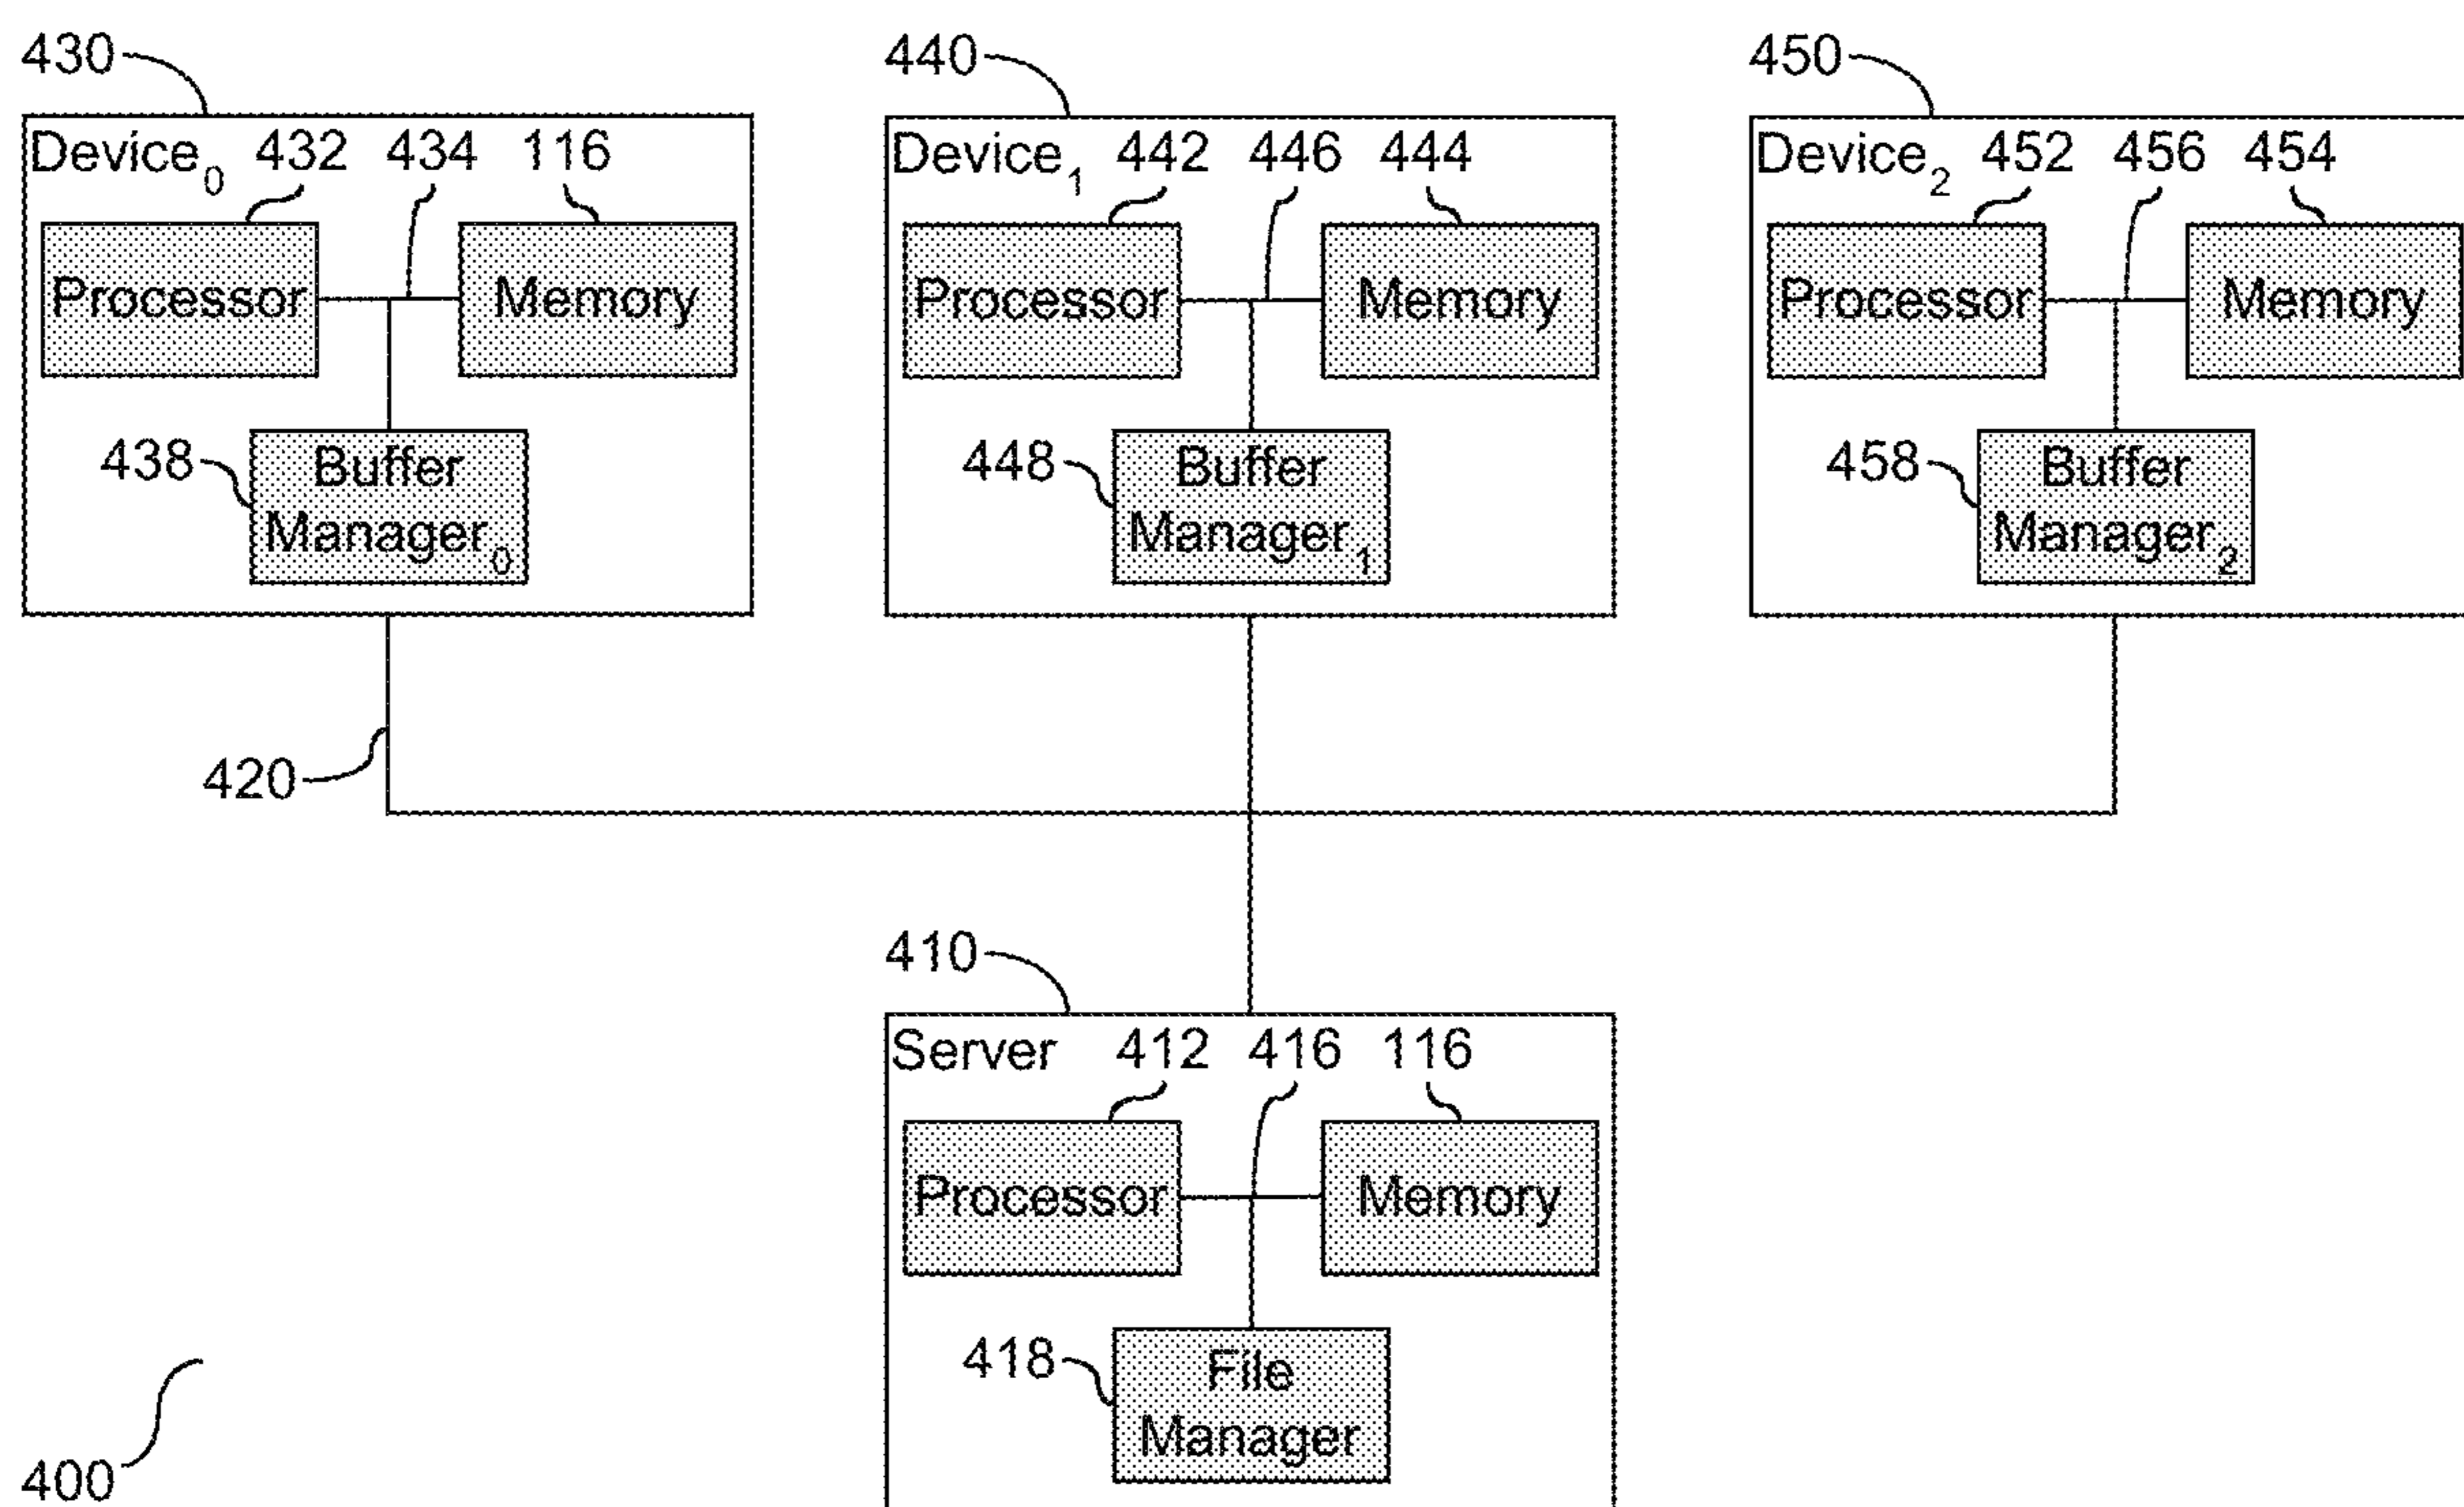 430 440 450
Device0 432 434 116 Device1 442 446 444 Device2 452 456 454
Processor Memory Processor Memory Processor Memory
438 Buffer 448 Buffer 458 Buffer
Manager0 Manager1 Manager2
420
410
Server 412 416 116
Processor Memory
418 File
Manager
400